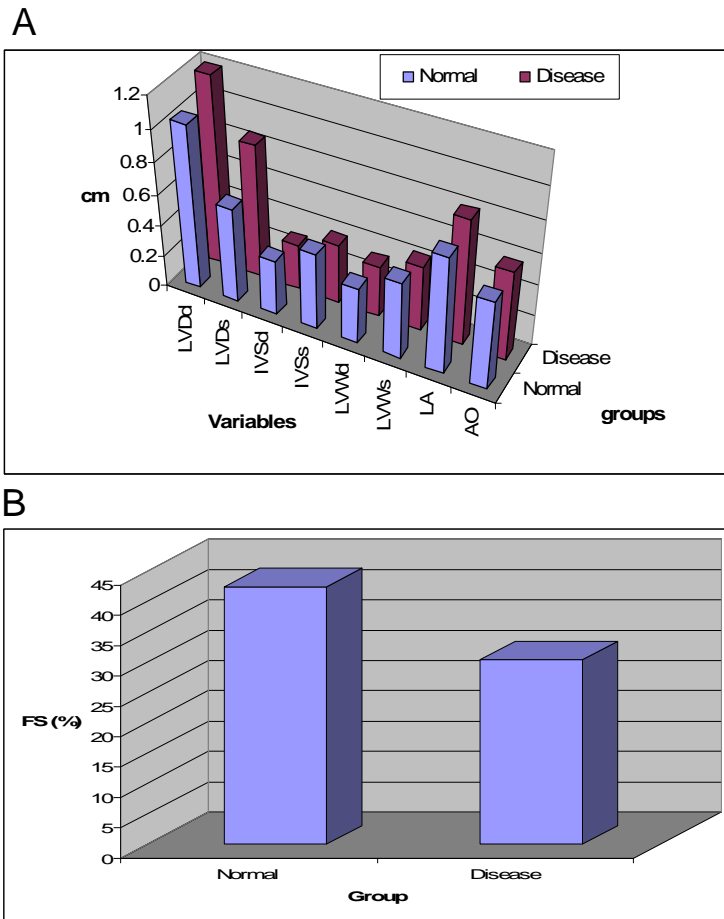 A
Normal Disease
1.2
1
0.8
0.6
0.4
0.2
0
cm
LVDd
LVDs
IVSd
IVSs
LVWd
LVWs
LA
AO
Disease
Normal
Variables
groups
B
45
40
35
30
25
20
15
10
5
0
FS (%)
Normal Disease
Group